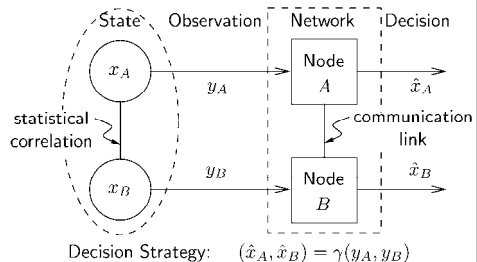 State Observation Network Decision
x_A
y_A
Node
A
x̂_A
statistical
correlation
communication
link
x_B
y_B
Node
B
x̂_B
Decision Strategy: (x̂_A, x̂_B) = γ(y_A, y_B)